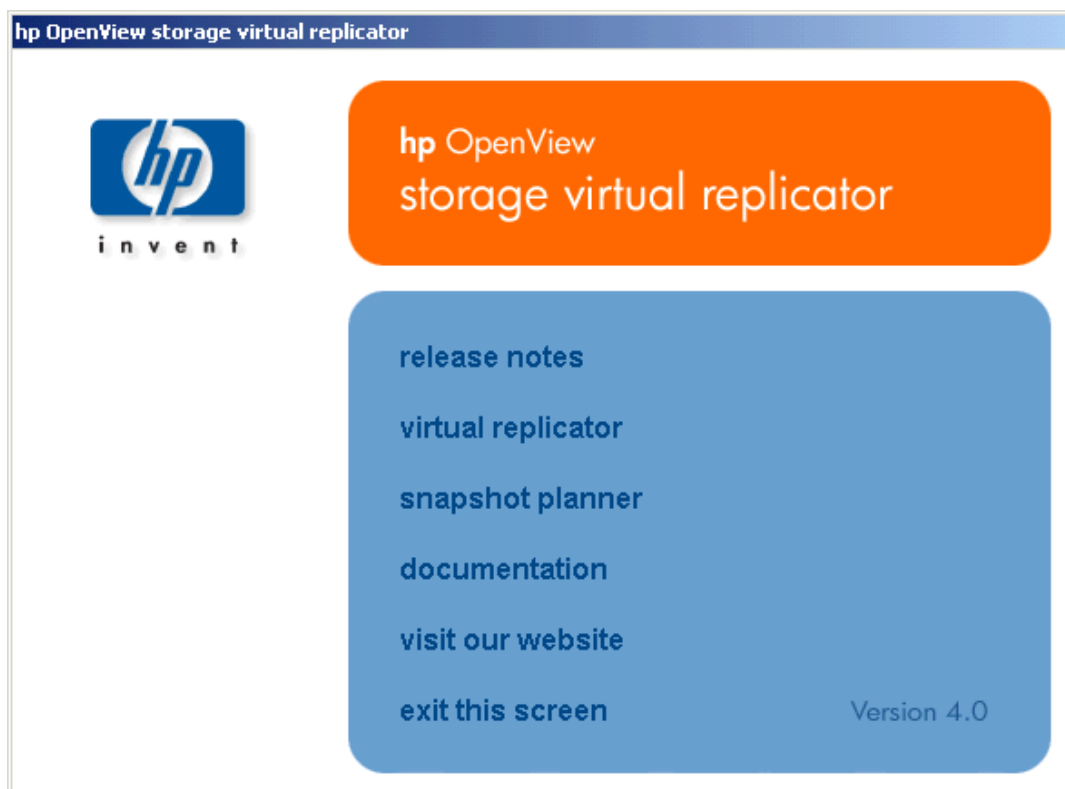 hp OpenView storage virtual replicator
hp
invent
hp OpenView
storage virtual replicator
release notes
virtual replicator
snapshot planner
documentation
visit our website
exit this screen
Version 4.0